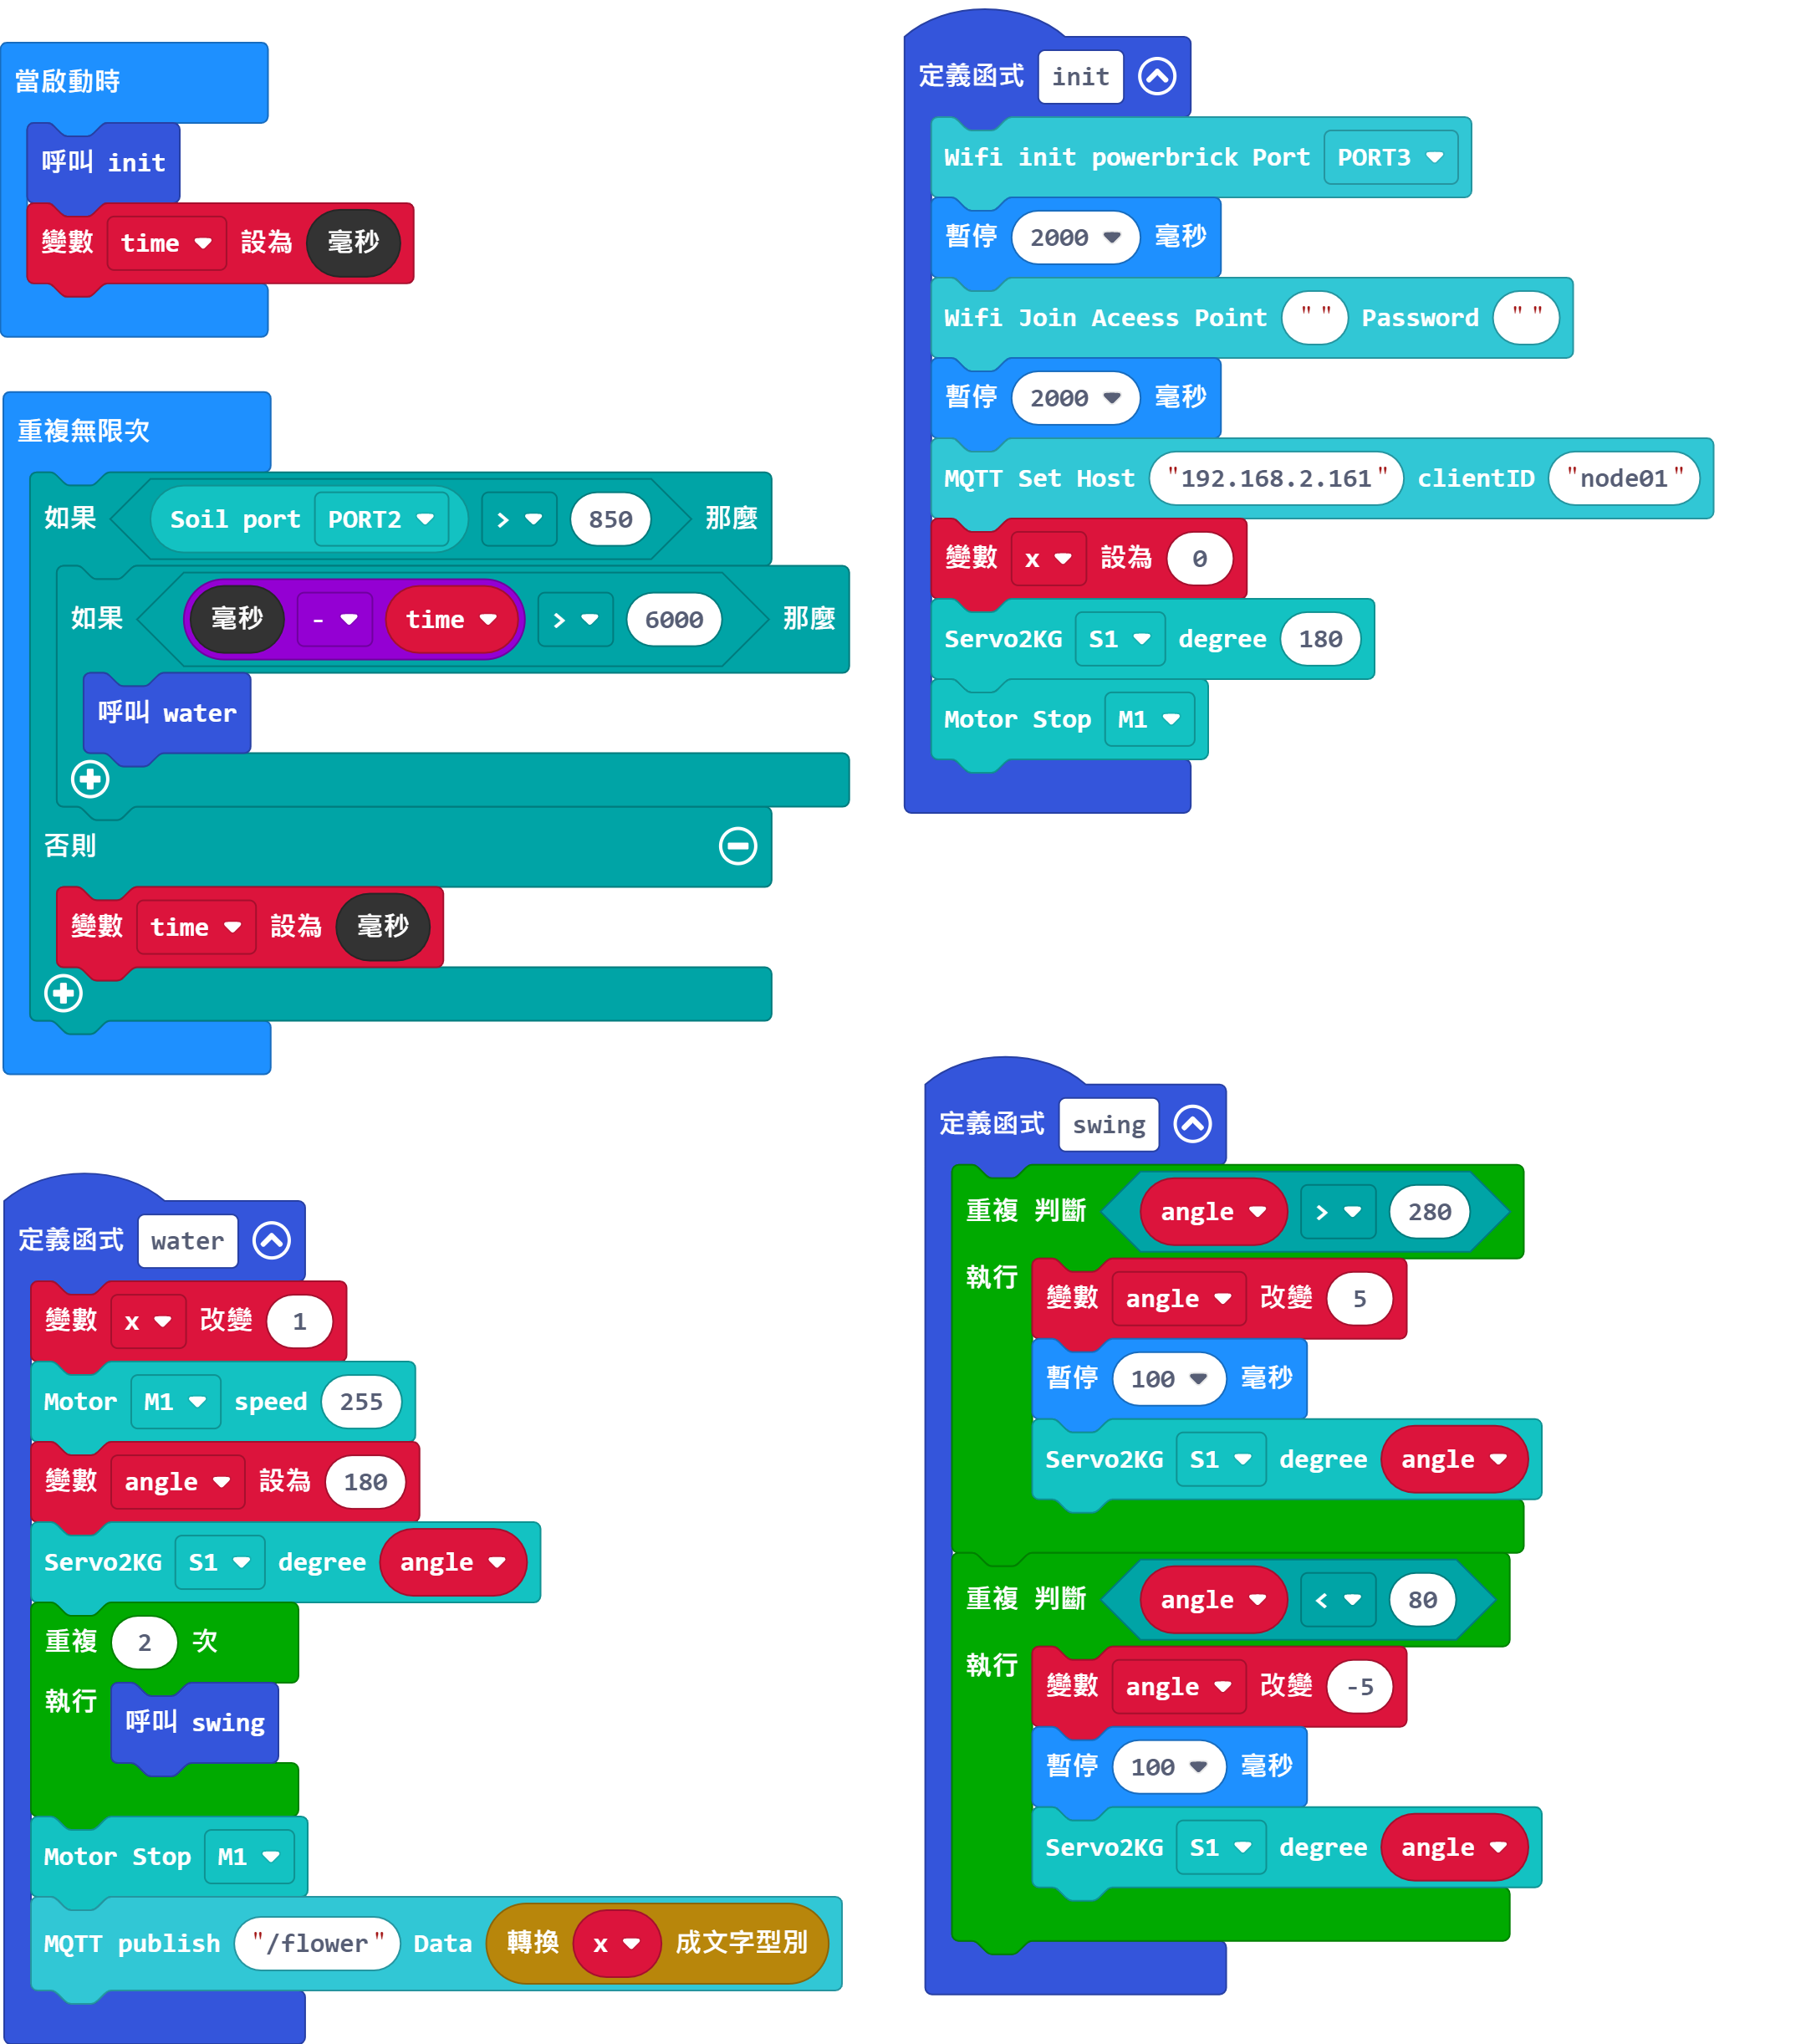 當啟動時
呼叫 init
變數 time 設為 毫秒
重複無限次
如果 Soil port PORT2 > 850 那麼
如果 毫秒 - time > 6000 那麼
呼叫 water
否則
變數 time 設為 毫秒
定義函式 water
變數 x 改變 1
Motor M1 speed 255
變數 angle 設為 180
Servo2KG S1 degree angle
重複 2 次
執行 呼叫 swing
Motor Stop M1
MQTT publish "/flower" Data 轉換 x 成文字型別
定義函式 init
Wifi init powerbrick Port PORT3
暫停 2000 毫秒
Wifi Join Aceess Point "" Password ""
暫停 2000 毫秒
MQTT Set Host "192.168.2.161" clientID "node01"
變數 x 設為 0
Servo2KG S1 degree 180
Motor Stop M1
定義函式 swing
重複 判斷 angle > 280
執行 變數 angle 改變 5
暫停 100 毫秒
Servo2KG S1 degree angle
重複 判斷 angle < 80
執行 變數 angle 改變 -5
暫停 100 毫秒
Servo2KG S1 degree angle